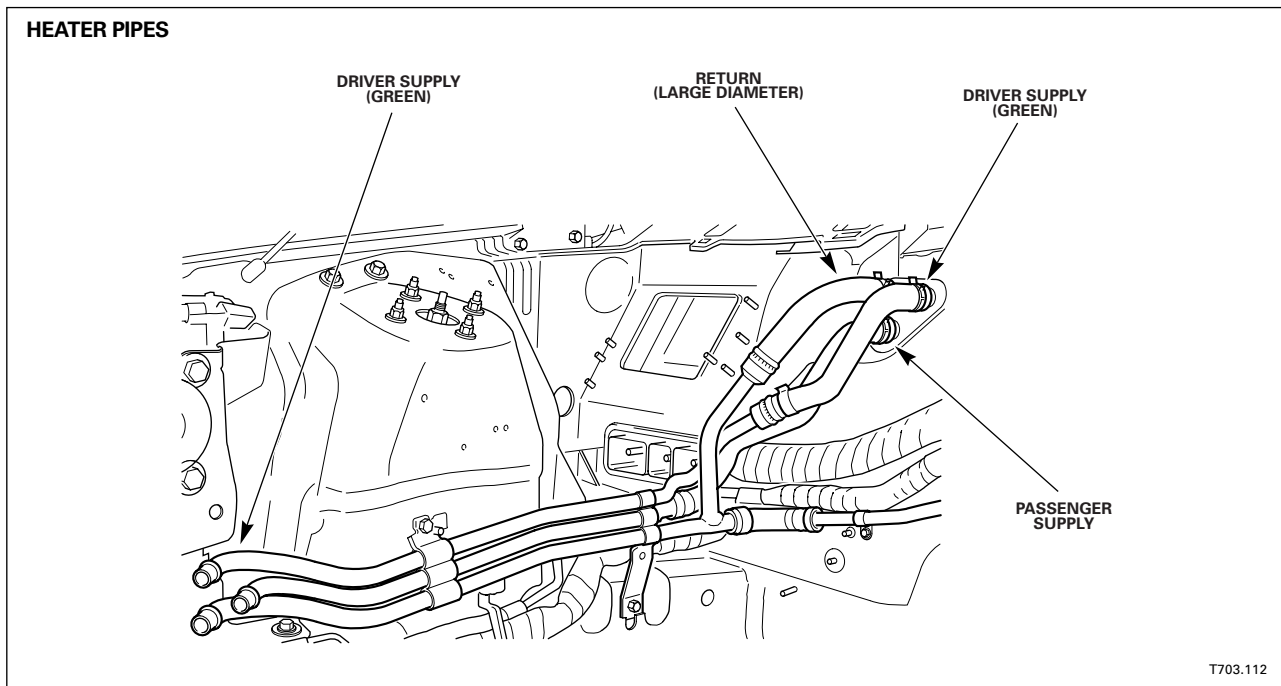 HEATER PIPES
DRIVER SUPPLY
(GREEN)
RETURN
(LARGE DIAMETER)
DRIVER SUPPLY
(GREEN)
PASSENGER
SUPPLY
T703.112